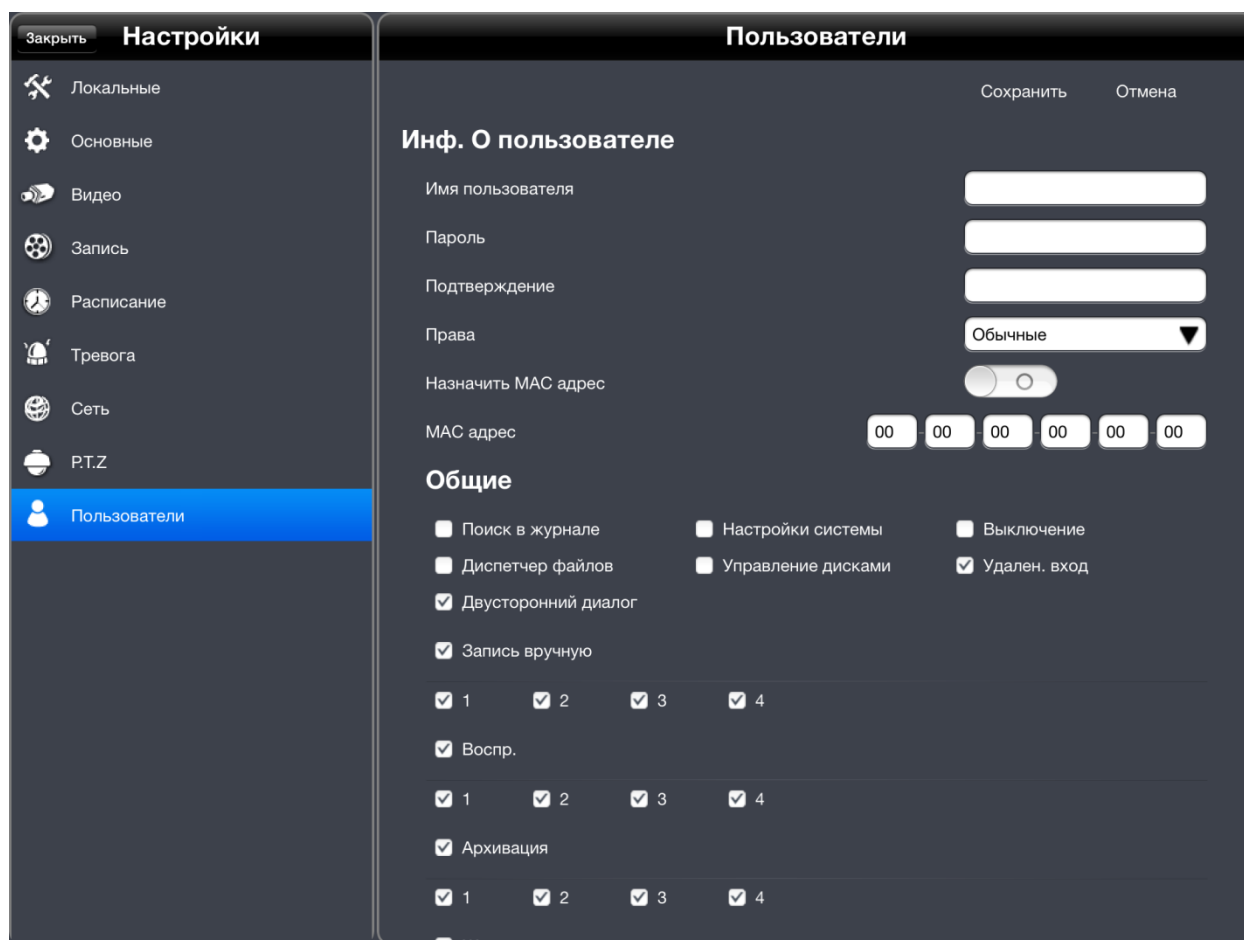 Закрыть Настройки
Локальные
Основные
Видео
Запись
Расписание
Тревога
Сеть
P.T.Z
Пользователи
Пользователи
Сохранить Отмена
Инф. О пользователе
Имя пользователя
Пароль
Подтверждение
Права Обычные
Назначить MAC адрес
MAC адрес 00-00-00-00-00-00
Общие
Поиск в журнале Настройки системы Выключение
Диспетчер файлов Управление дисками Удален. вход
Двусторонний диалог
Запись вручную
1 2 3 4
Воспр.
1 2 3 4
Архивация
1 2 3 4